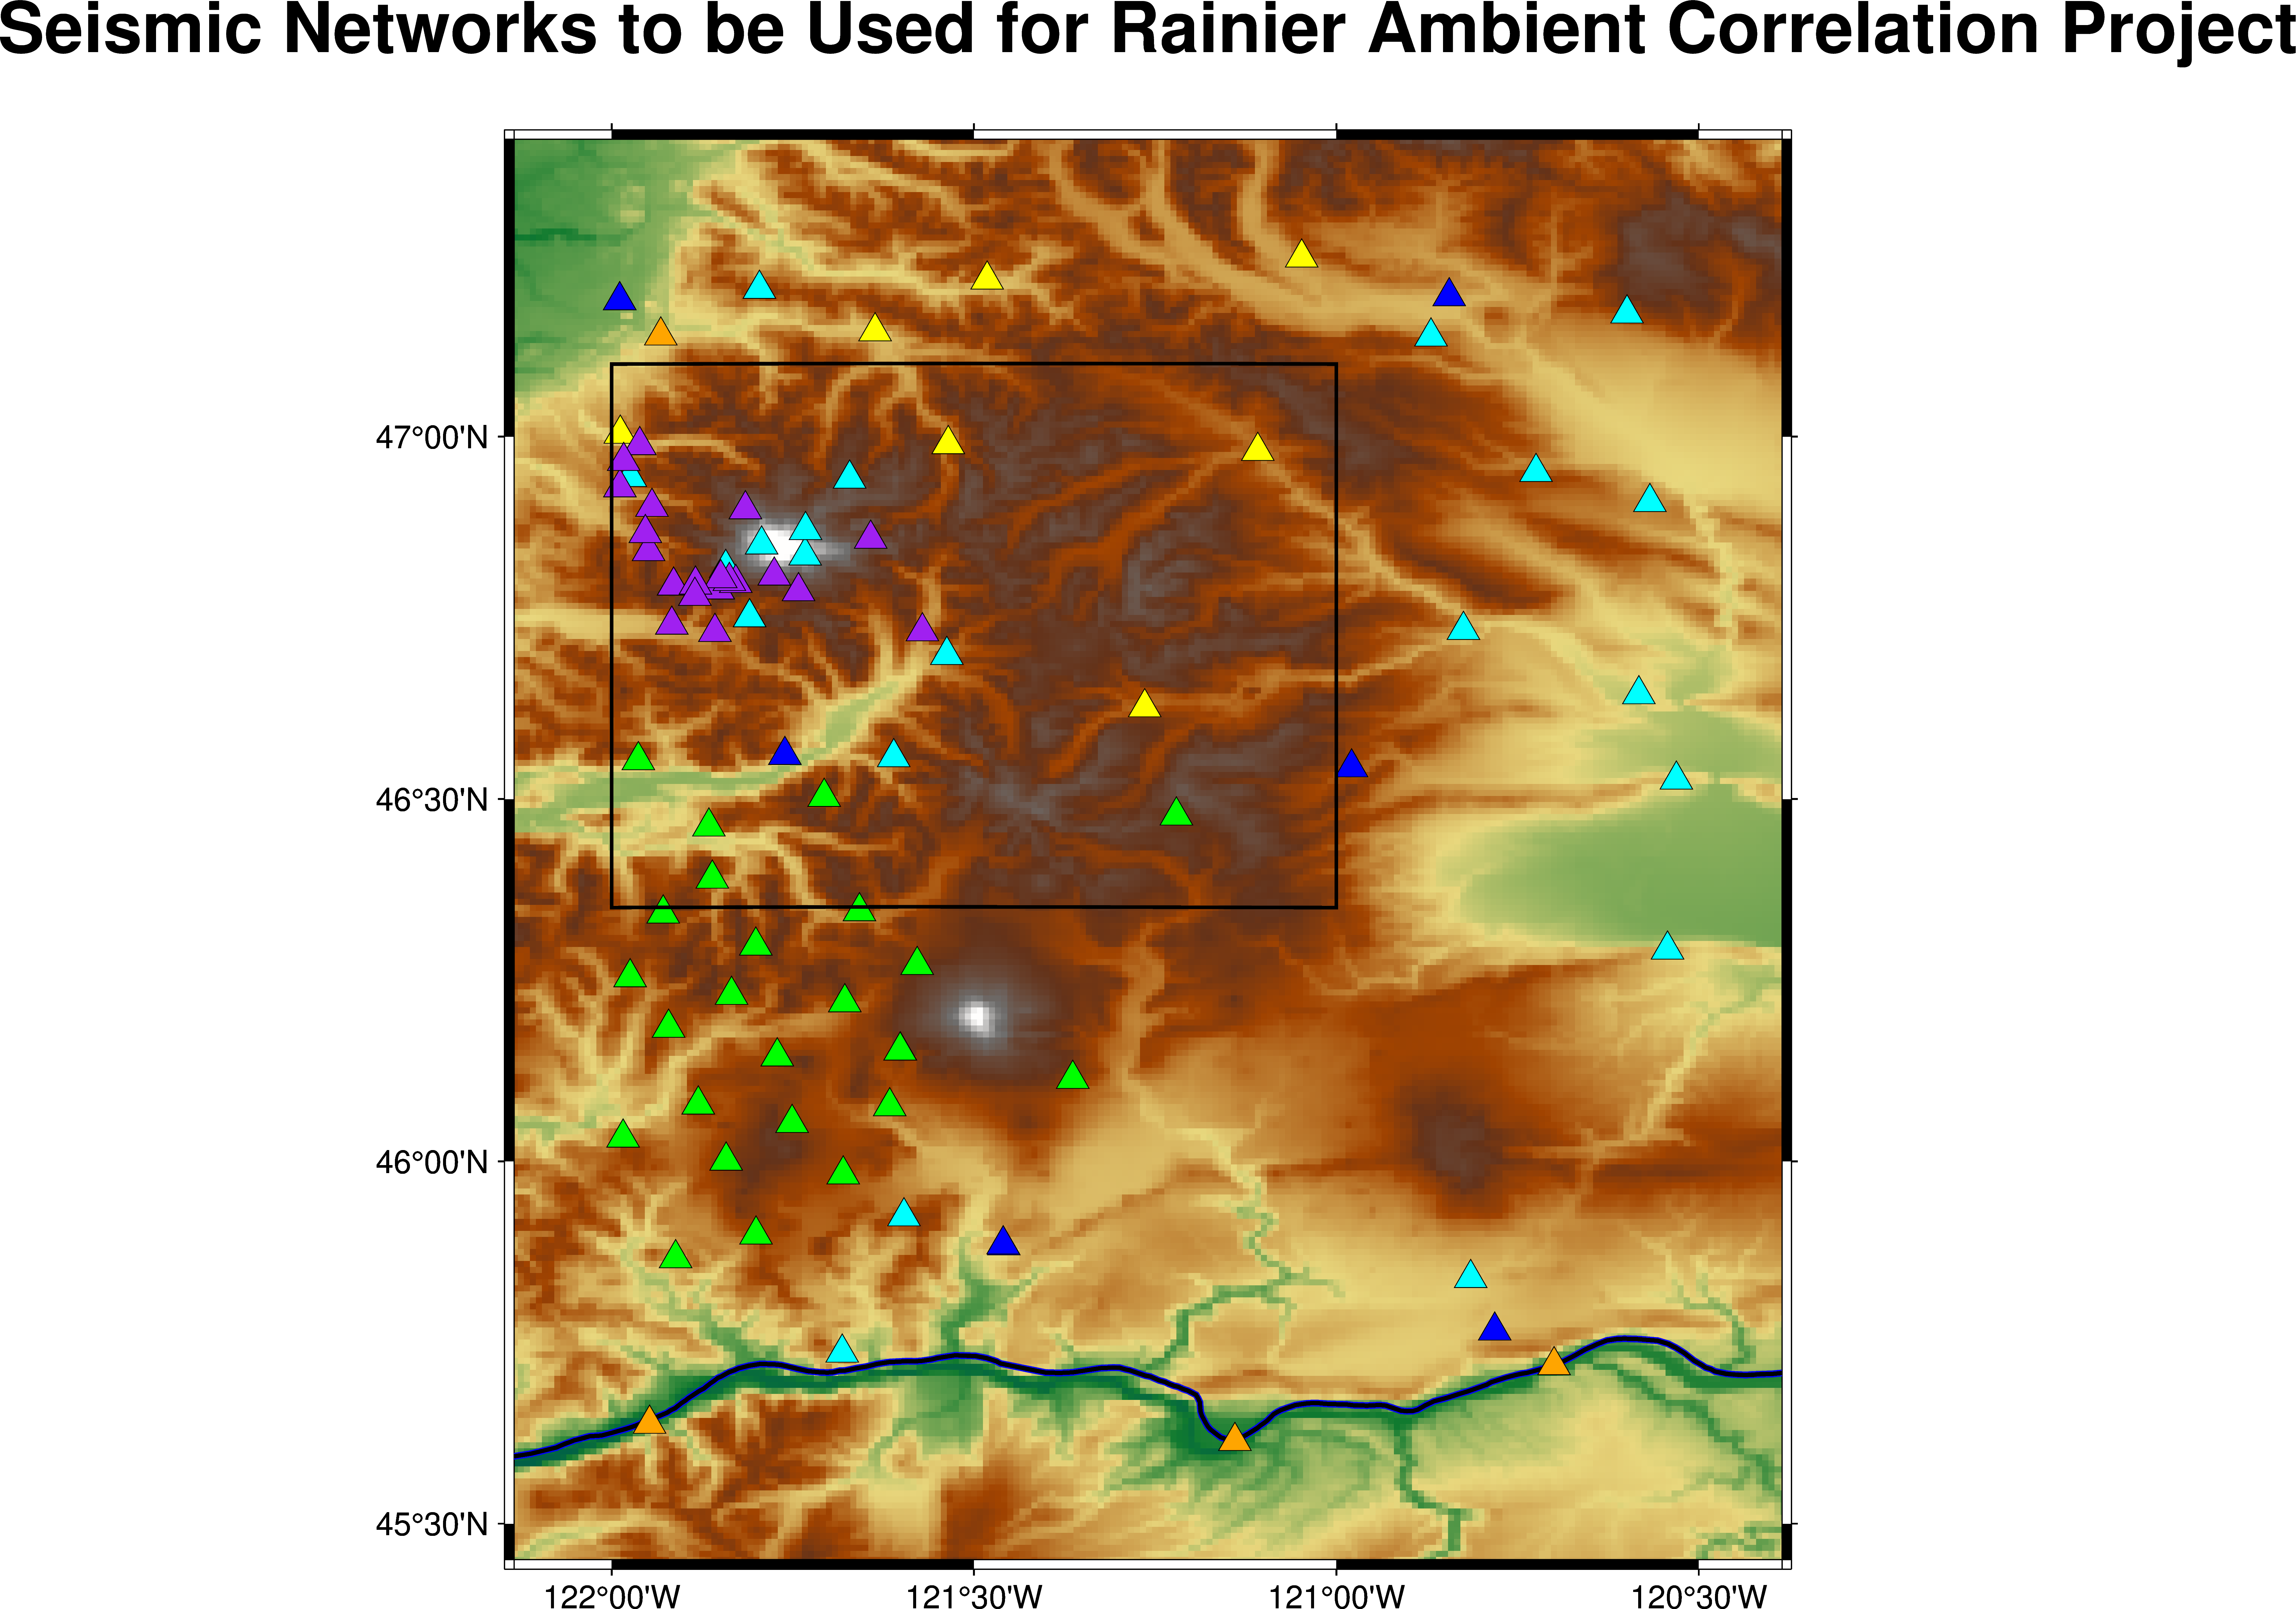 Seismic Networks to be Used for Rainier Ambient Correlation Project
47°00'N
46°30'N
46°00'N
45°30'N
122°00'W 121°30'W 121°00'W 120°30'W